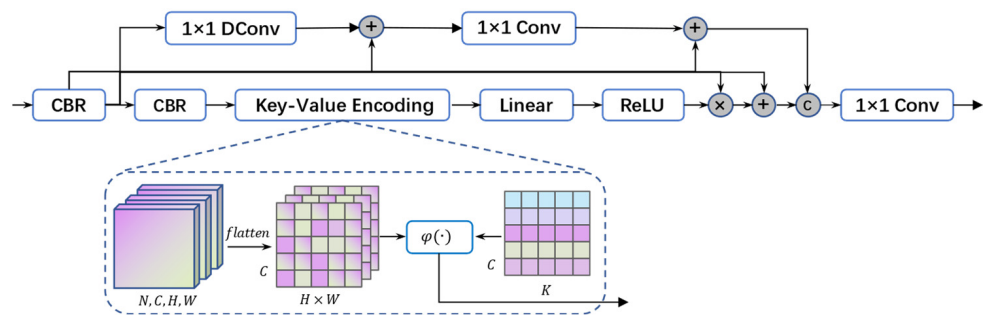 1×1 DConv
+
1×1 Conv
+
CBR
CBR
Key-Value Encoding
Linear
ReLU
×
+
C
1×1 Conv
flatten
φ(·)
C
C
N, C, H, W
H × W
K